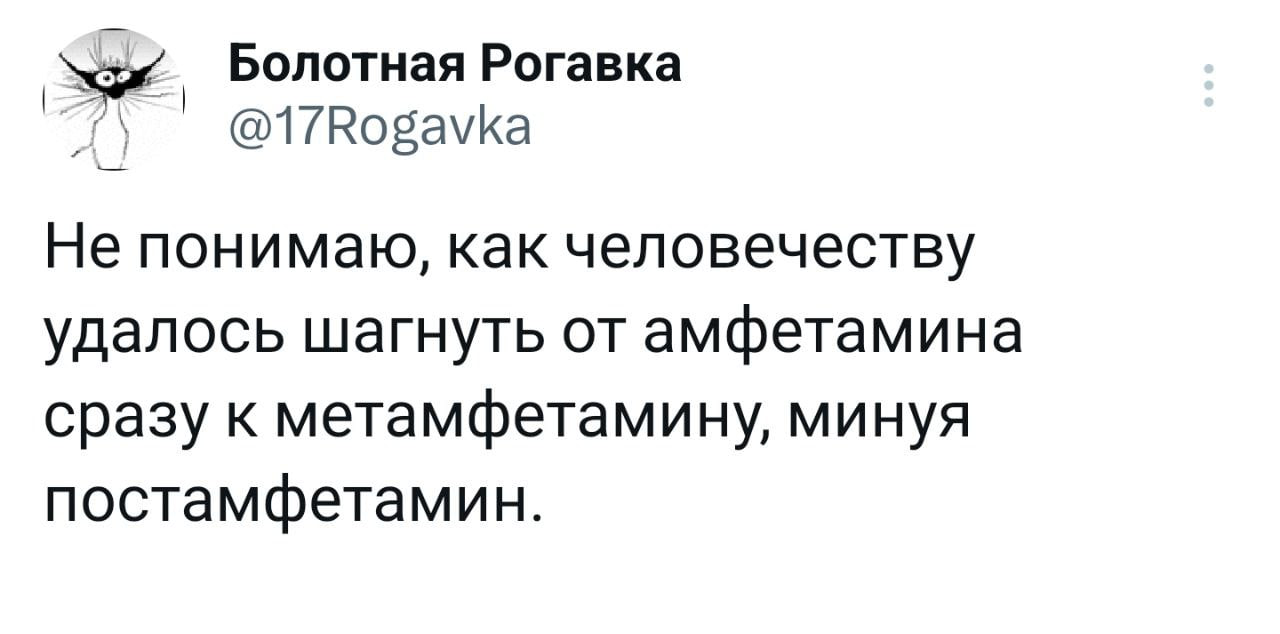 Болотная Рогавка
@17Rogavka
Не понимаю, как человечеству
удалось шагнуть от амфетамина
сразу к метамфетамину, минуя
постамфетамин.